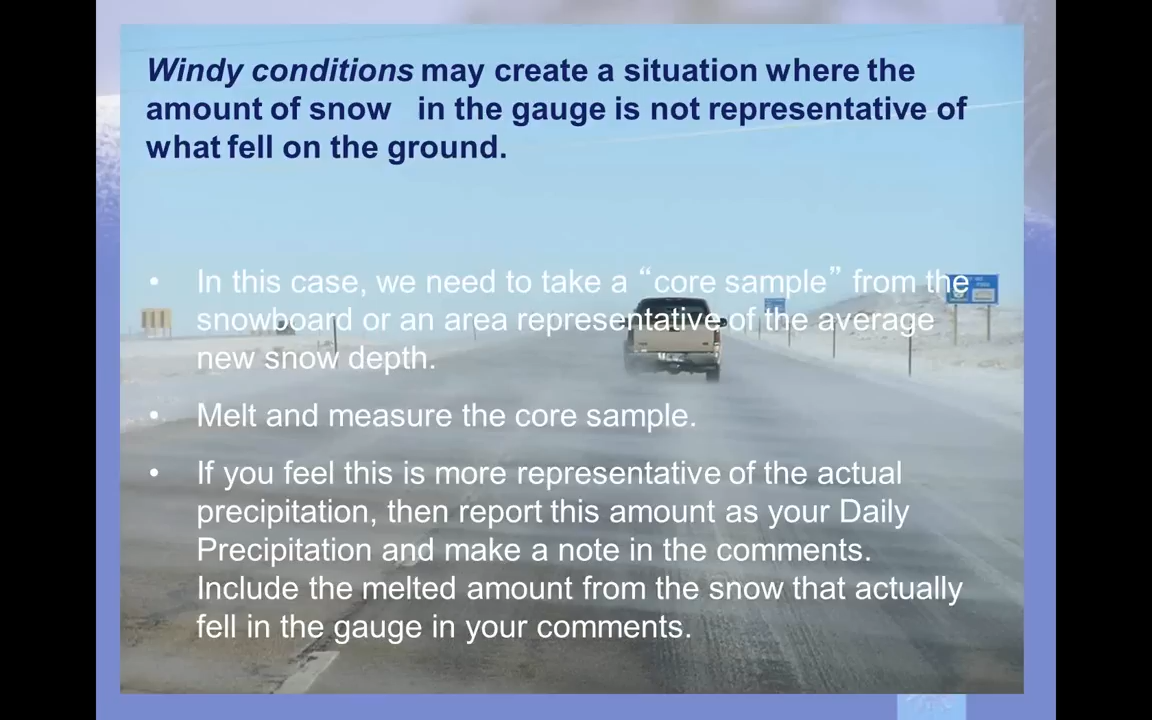 Windy conditions may create a situation where the
amount of snow in the gauge is not representative of
what fell on the ground.
• In this case, we need to take a “core sample” from the
snowboard or an area representative of the average
new snow depth.
• Melt and measure the core sample.
• If you feel this is more representative of the actual
precipitation, then report this amount as your Daily
Precipitation and make a note in the comments.
Include the melted amount from the snow that actually
fell in the gauge in your comments.